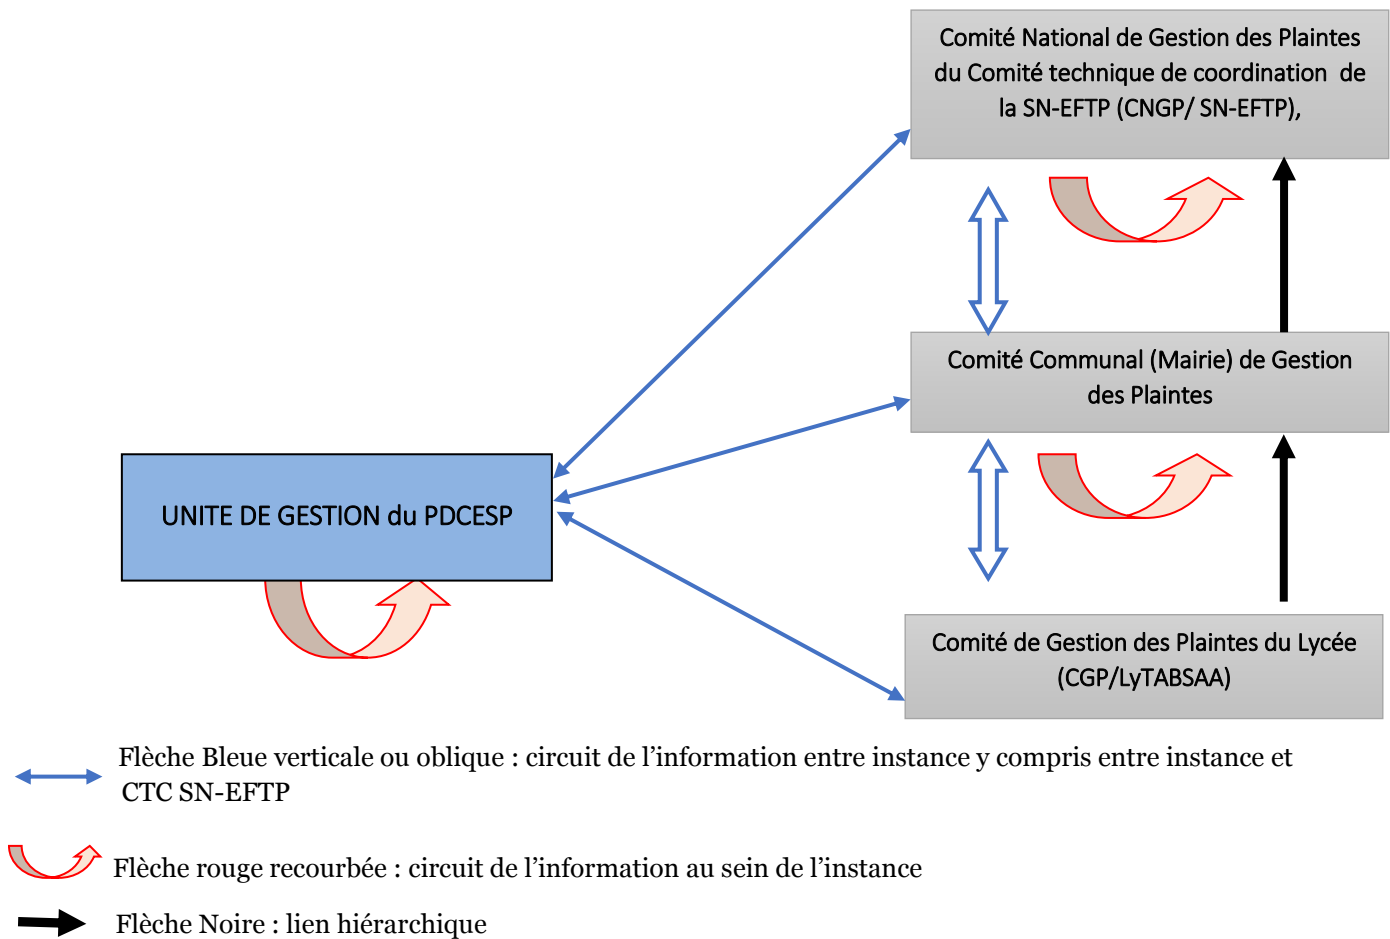 Comité National de Gestion des Plaintes
du Comité technique de coordination de
la SN-EFTP (CNGP/ SN-EFTP),
Comité Communal (Mairie) de Gestion
des Plaintes
UNITE DE GESTION du PDCESP
Comité de Gestion des Plaintes du Lycée
(CGP/LyTABSAA)
Flèche Bleue verticale ou oblique : circuit de l’information entre instance y compris entre instance et
CTC SN-EFTP
Flèche rouge recourbée : circuit de l’information au sein de l’instance
Flèche Noire : lien hiérarchique